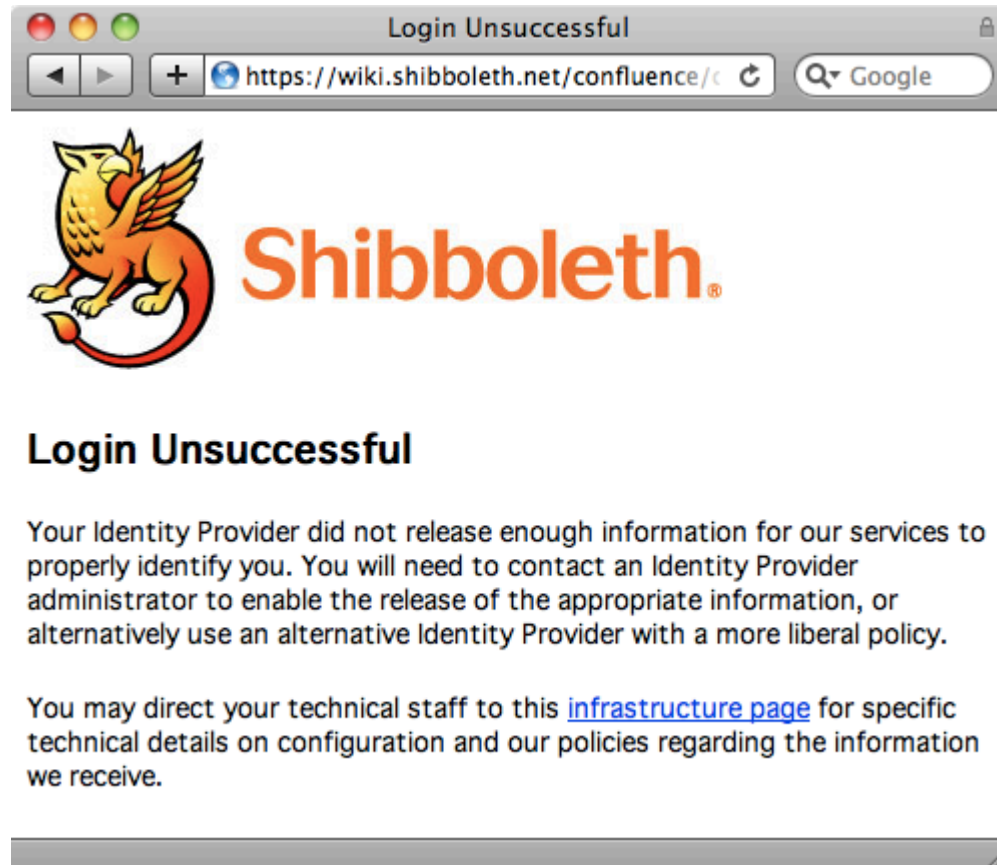 Login Unsuccessful
https://wiki.shibboleth.net/confluence/
Google
Shibboleth®
Login Unsuccessful
Your Identity Provider did not release enough information for our services to
properly identify you. You will need to contact an Identity Provider
administrator to enable the release of the appropriate information, or
alternatively use an alternative Identity Provider with a more liberal policy.
You may direct your technical staff to this infrastructure page for specific
technical details on configuration and our policies regarding the information
we receive.